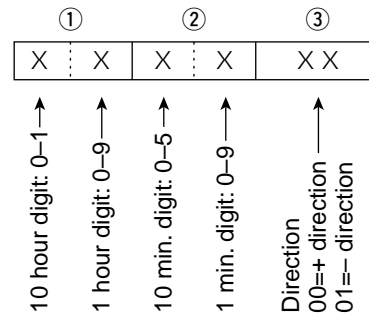 ① ② ③
X X X X X X
10 hour digit: 0–1
1 hour digit: 0–9
10 min. digit: 0–5
1 min. digit: 0–9
Direction
00=+ direction
01=– direction